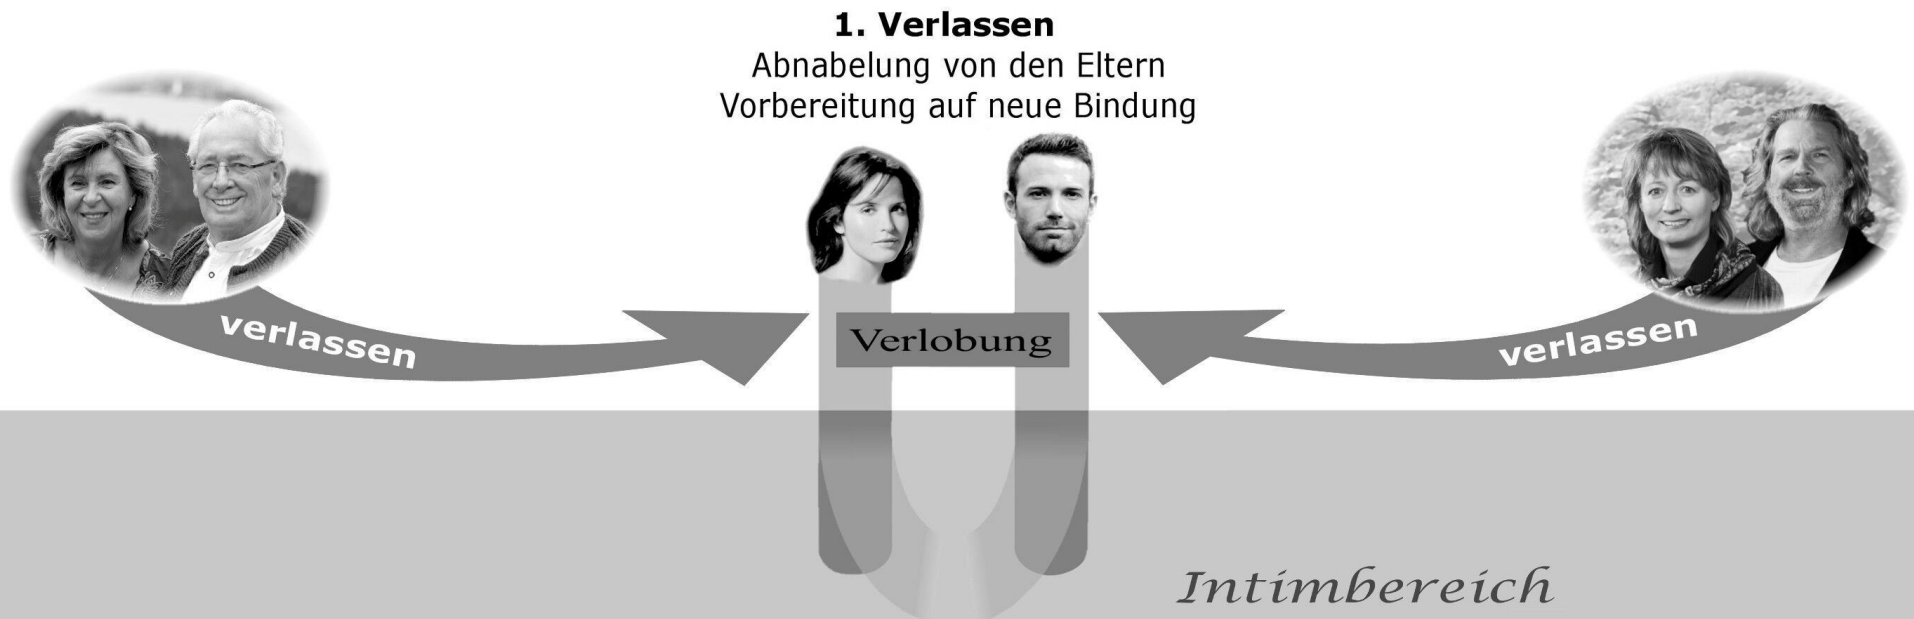 1. Verlassen
Abnabelung von den Eltern
Vorbereitung auf neue Bindung
verlassen
Verlobung
verlassen
Intimbereich